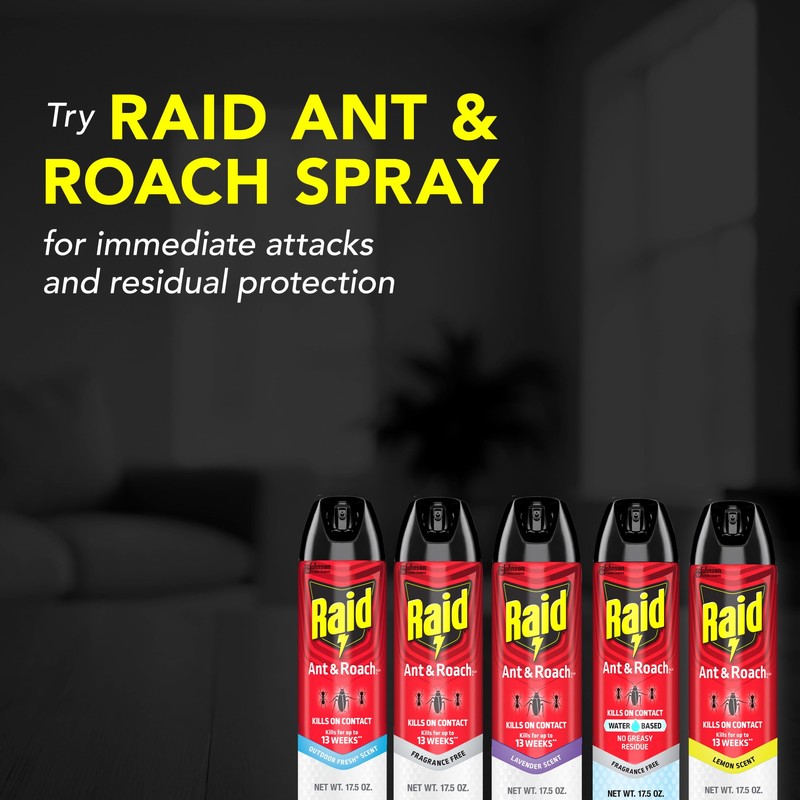 Try RAID ANT &
ROACH SPRAY
for immediate attacks
and residual protection
Raid
Ant & Roach
KILLS ON CONTACT
Kills for up to
13 WEEKS**
OUTDOOR FRESH® SCENT
NET WT. 17.5 OZ.
Raid
Ant & Roach
KILLS ON CONTACT
Kills for up to
13 WEEKS**
FRAGRANCE FREE
NET WT. 17.5 OZ.
Raid
Ant & Roach
KILLS ON CONTACT
Kills for up to
13 WEEKS**
LAVENDER SCENT
NET WT. 17.5 OZ.
Raid
Ant & Roach
KILLS ON CONTACT
WATER BASED
NO GREASY
RESIDUE
FRAGRANCE FREE
NET WT. 17.5 OZ.
Raid
Ant & Roach
KILLS ON CONTACT
Kills for up to
13 WEEKS**
LEMON SCENT
NET WT. 17.5 OZ.